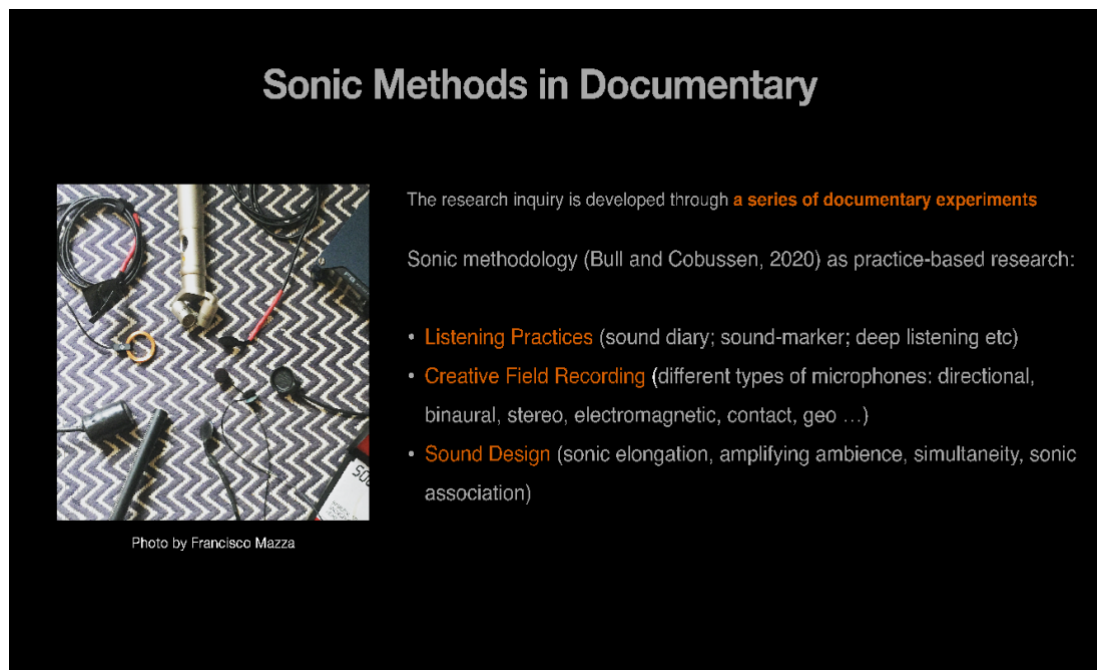 Sonic Methods in Documentary
The research inquiry is developed through a series of documentary experiments
Sonic methodology (Bull and Cobussen, 2020) as practice-based research:
• Listening Practices (sound diary; sound-marker; deep listening etc)
• Creative Field Recording (different types of microphones: directional,
binaural, stereo, electromagnetic, contact, geo …)
• Sound Design (sonic elongation, amplifying ambience, simultaneity, sonic
association)
Photo by Francisco Mazza